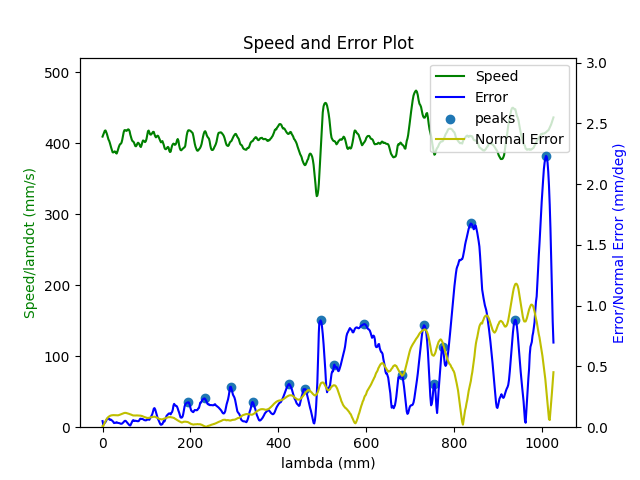 Speed and Error Plot
Speed
Error
peaks
Normal Error
Speed/lamdot (mm/s)
500
400
300
200
100
0
3.0
2.5
2.0
1.5
1.0
0.5
0.0
Error/Normal Error (mm/deg)
0 200 400 600 800 1000
lambda (mm)